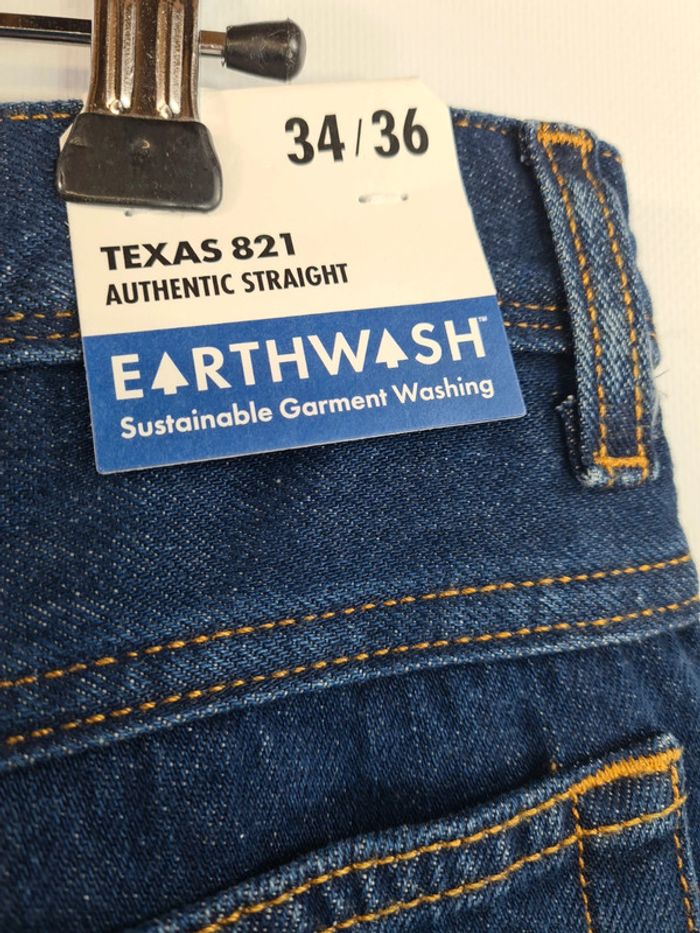 34/36
TEXAS 821
AUTHENTIC STRAIGHT
EARTHWASH™
Sustainable Garment Washing